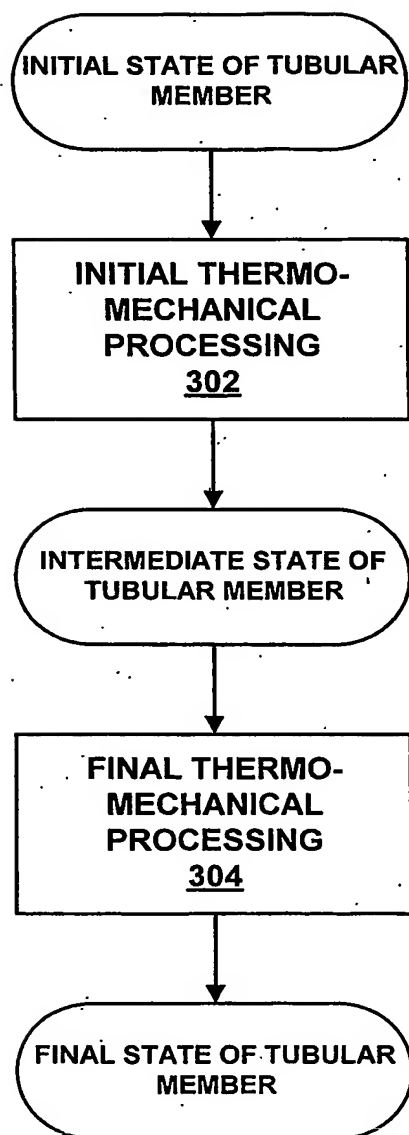 INITIAL STATE OF TUBULAR
MEMBER
INITIAL THERMO-
MECHANICAL
PROCESSING
302
INTERMEDIATE STATE OF
TUBULAR MEMBER
FINAL THERMO-
MECHANICAL
PROCESSING
304
FINAL STATE OF TUBULAR
MEMBER